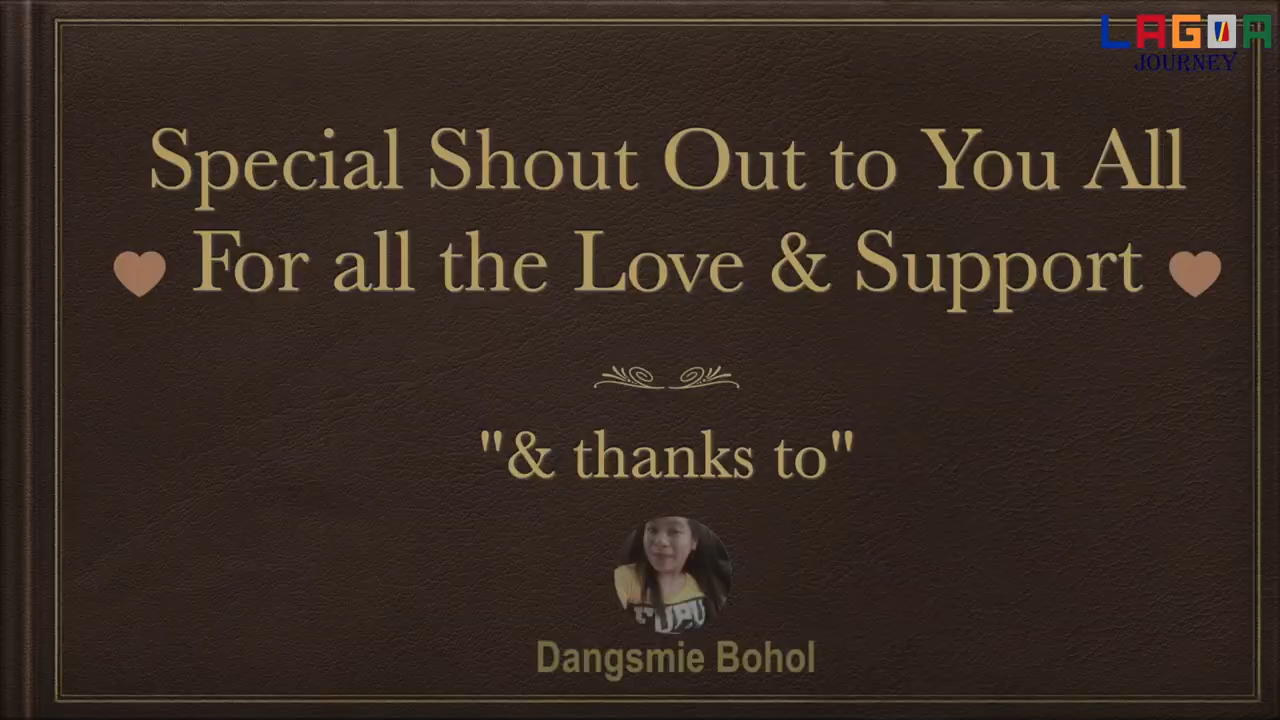 LAGOA
JOURNEY
Special Shout Out to You All
For all the Love & Support
"& thanks to"
Dangsmie Bohol